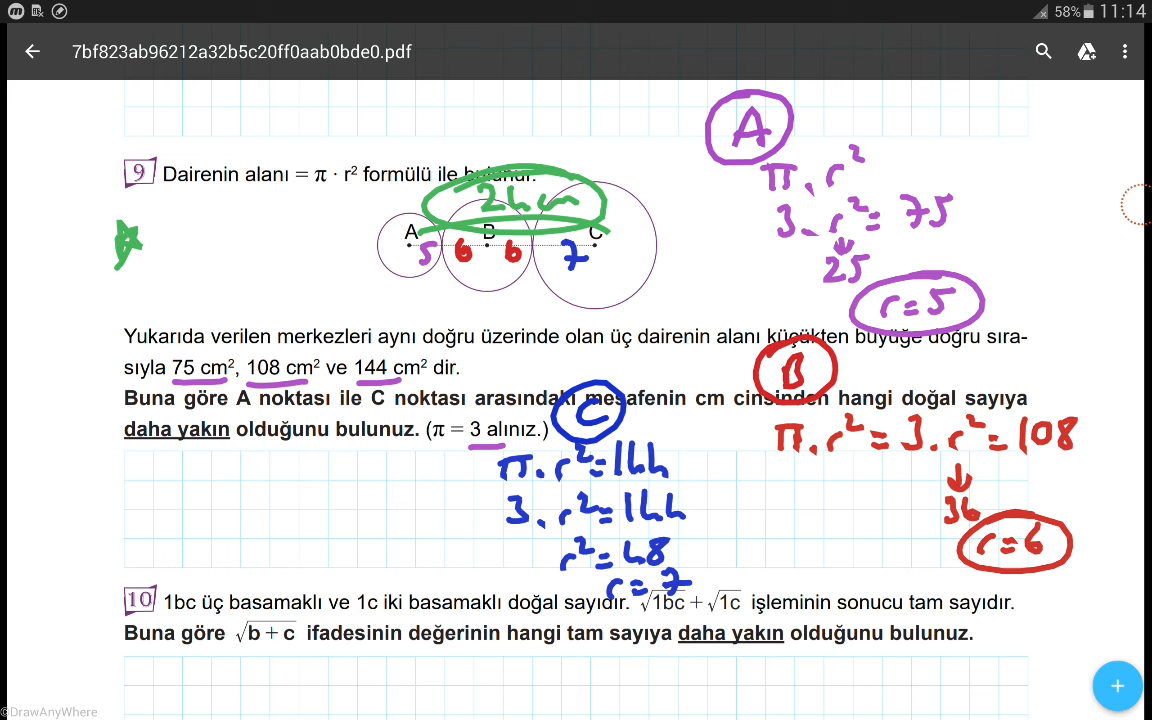 58% 11:14
7bf823ab96212a32b5c20ff0aab0bde0.pdf
A
π . r²
3 . r² = 75
25
r = 5
9 Dairenin alanı = π · r² formülü ile bulunur.
24 cm
A B C
5 6 6 7
Yukarıda verilen merkezleri aynı doğru üzerinde olan üç dairenin alanı küçükten büyüğe doğru sıra-
sıyla 75 cm², 108 cm² ve 144 cm² dir.
B
Buna göre A noktası ile C noktası arasındaki mesafenin cm cinsinden hangi doğal sayıya
daha yakın olduğunu bulunuz. (π = 3 alınız.)
π . r² = 3 . r² = 108
36
r = 6
C
π . r² = 144
3 . r² = 144
r² = 48
r = 7
10 1bc üç basamaklı ve 1c iki basamaklı doğal sayıdır. √1bc + √1c işleminin sonucu tam sayıdır.
Buna göre √b + c ifadesinin değerinin hangi tam sayıya daha yakın olduğunu bulunuz.
©DrawAnyWhere